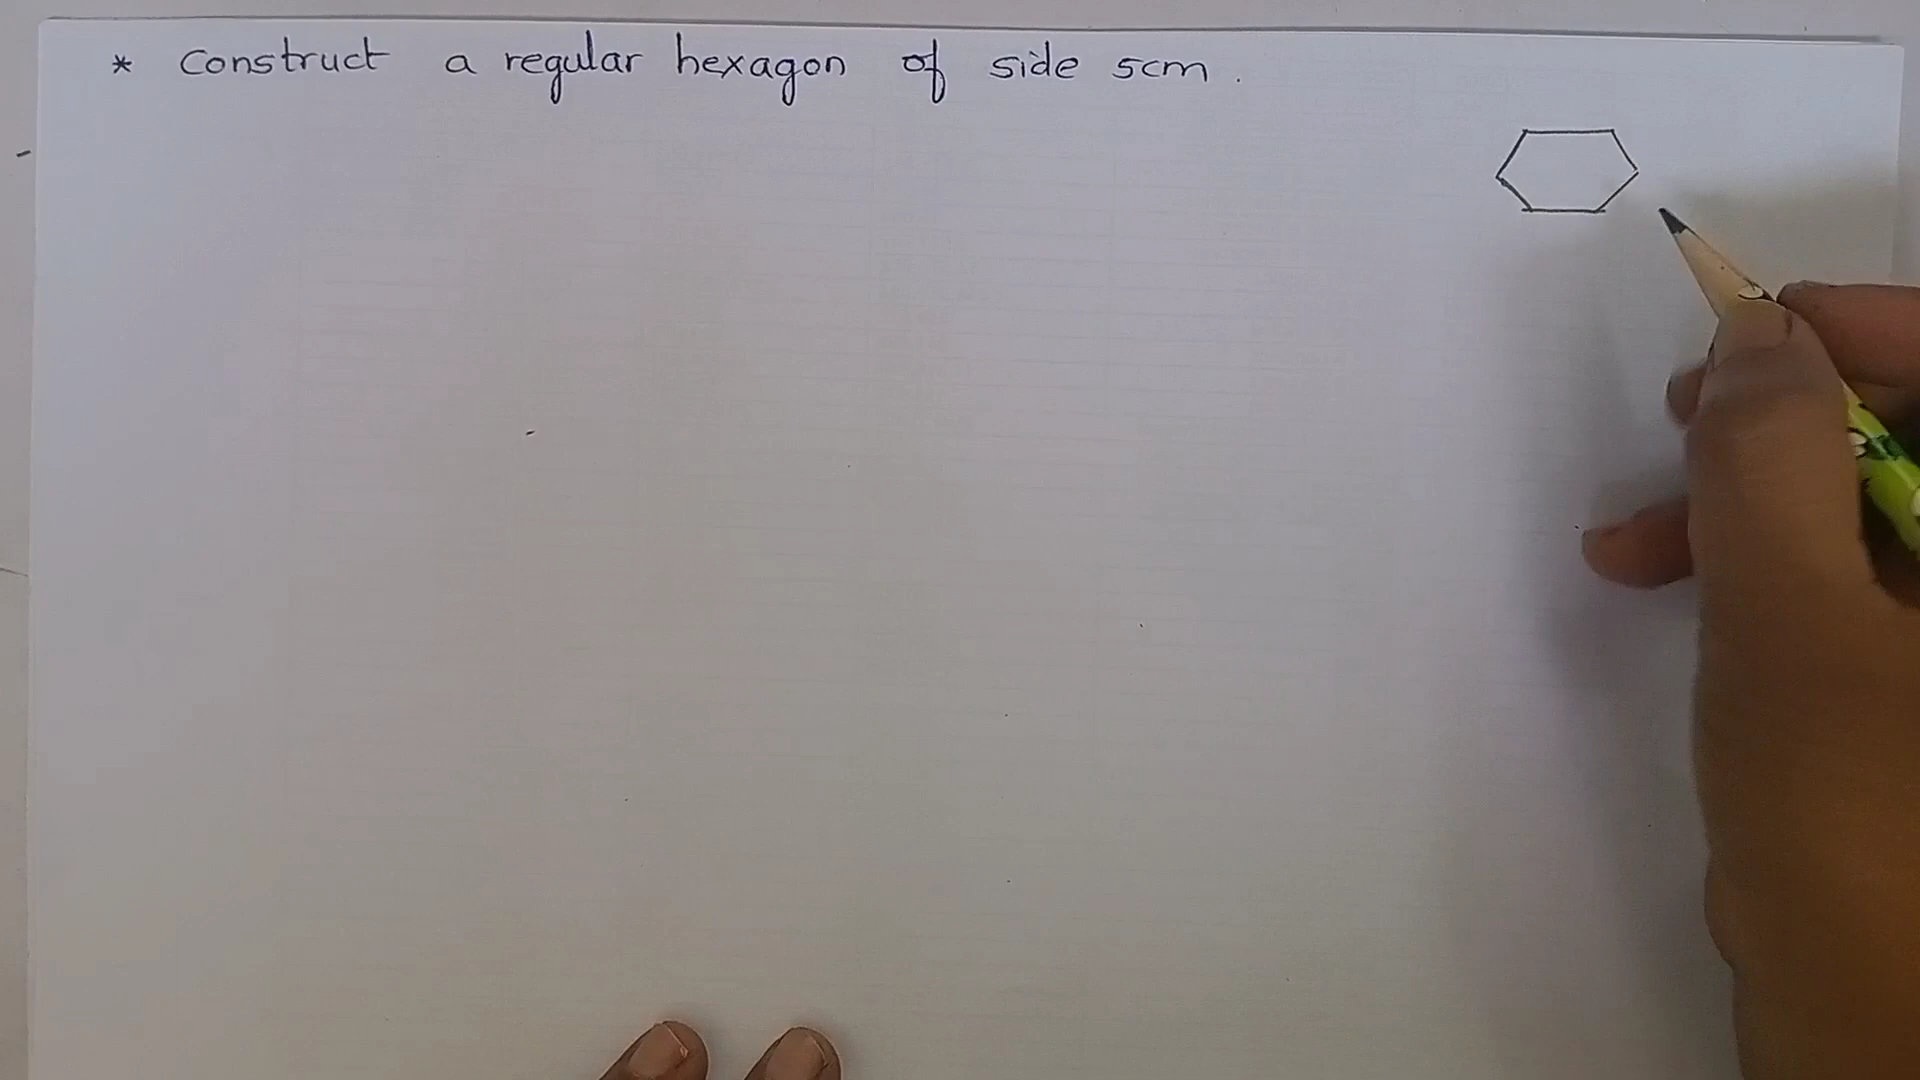 * Construct a regular hexagon of side 5cm.